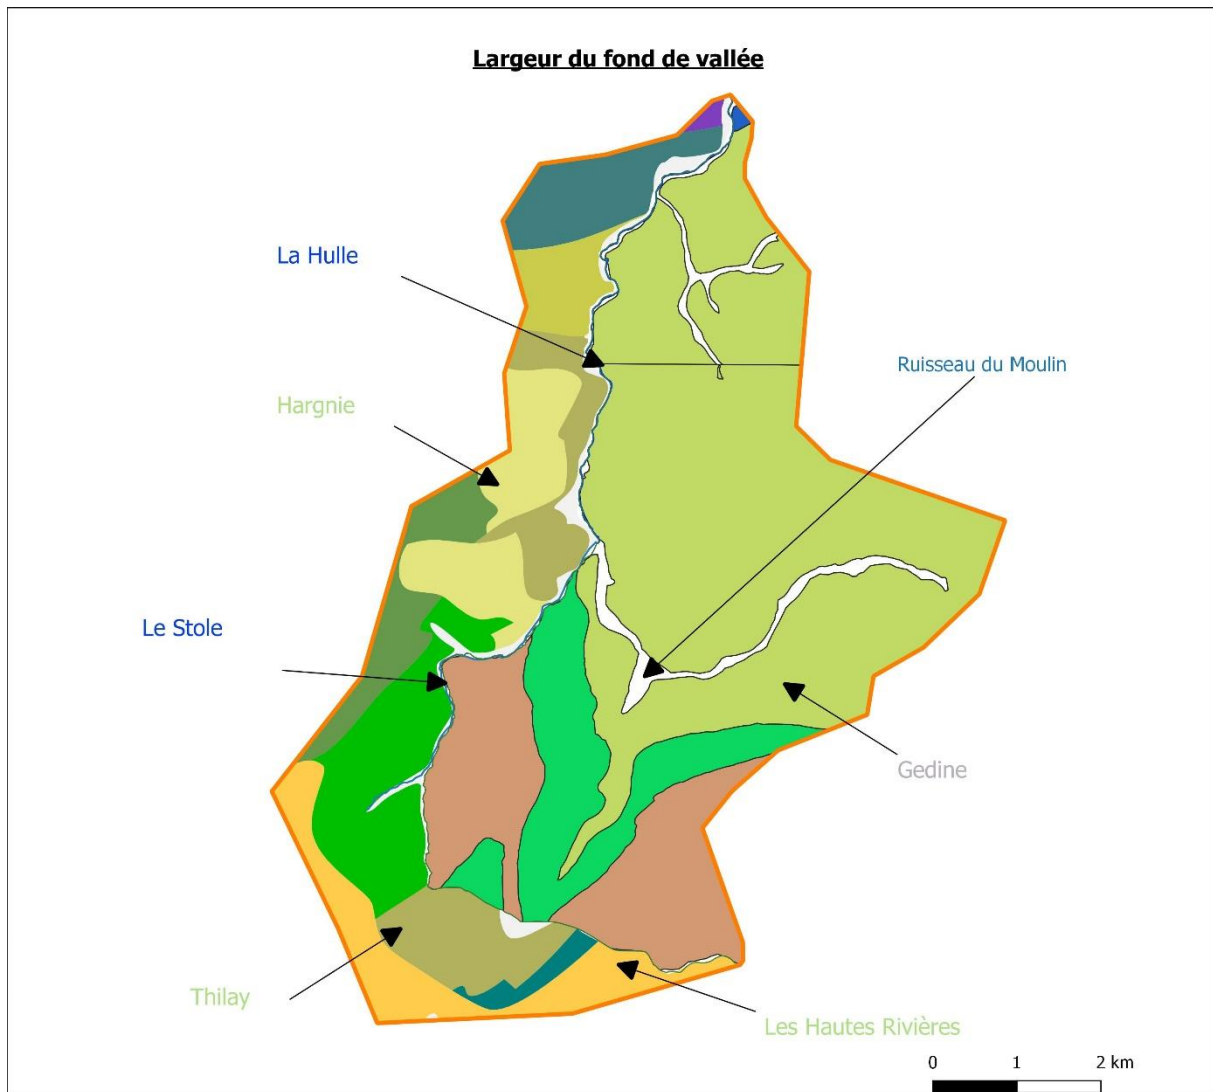 Largeur du fond de vallée
La Hulle
Ruisseau du Moulin
Hargnie
Le Stole
Gedine
Thilay
Les Hautes Rivières
0 1 2 km